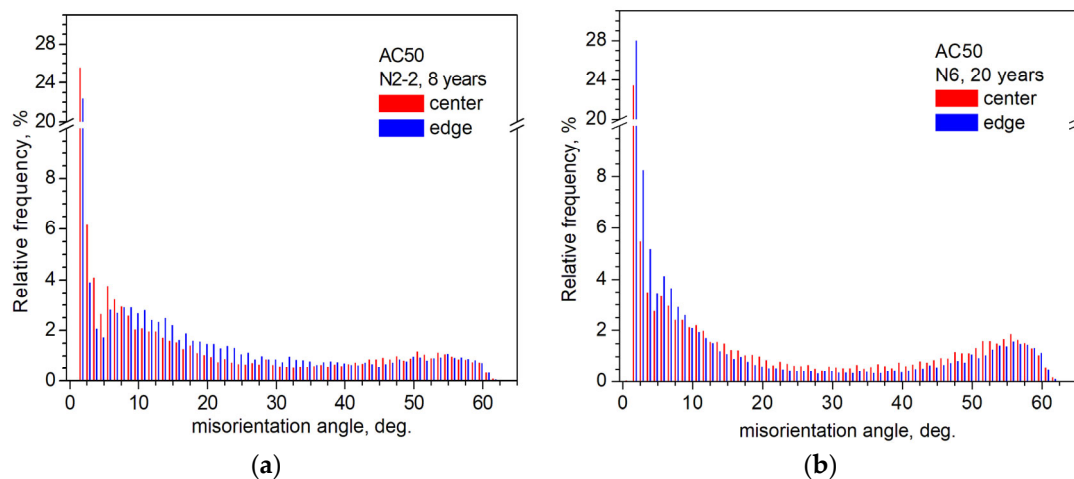 AC50
N2-2, 8 years
center
edge
Relative frequency, %
28
24
20
8
6
4
2
0
0 10 20 30 40 50 60
misorientation angle, deg.
(a)
AC50
N6, 20 years
center
edge
Relative frequency, %
28
24
20
8
6
4
2
0
0 10 20 30 40 50 60
misorientation angle, deg.
(b)